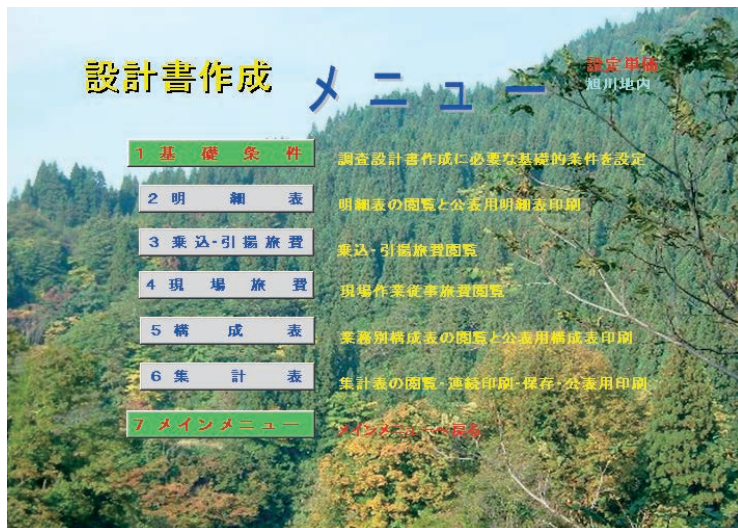 設計書作成 メニュー
設定単価
旭川地内
1 基礎条件 調査設計書作成に必要な基礎的条件を設定
2 明細表 明細表の閲覧と公表用明細表印刷
3 乗込・引揚旅費 乗込・引揚旅費閲覧
4 現場旅費 現場作業従事旅費閲覧
5 構成表 業務別構成表の閲覧と公表用構成表印刷
6 集計表 集計表の閲覧・連続印刷・保存・公表用印刷
7 メインメニュー メインメニューへ戻る